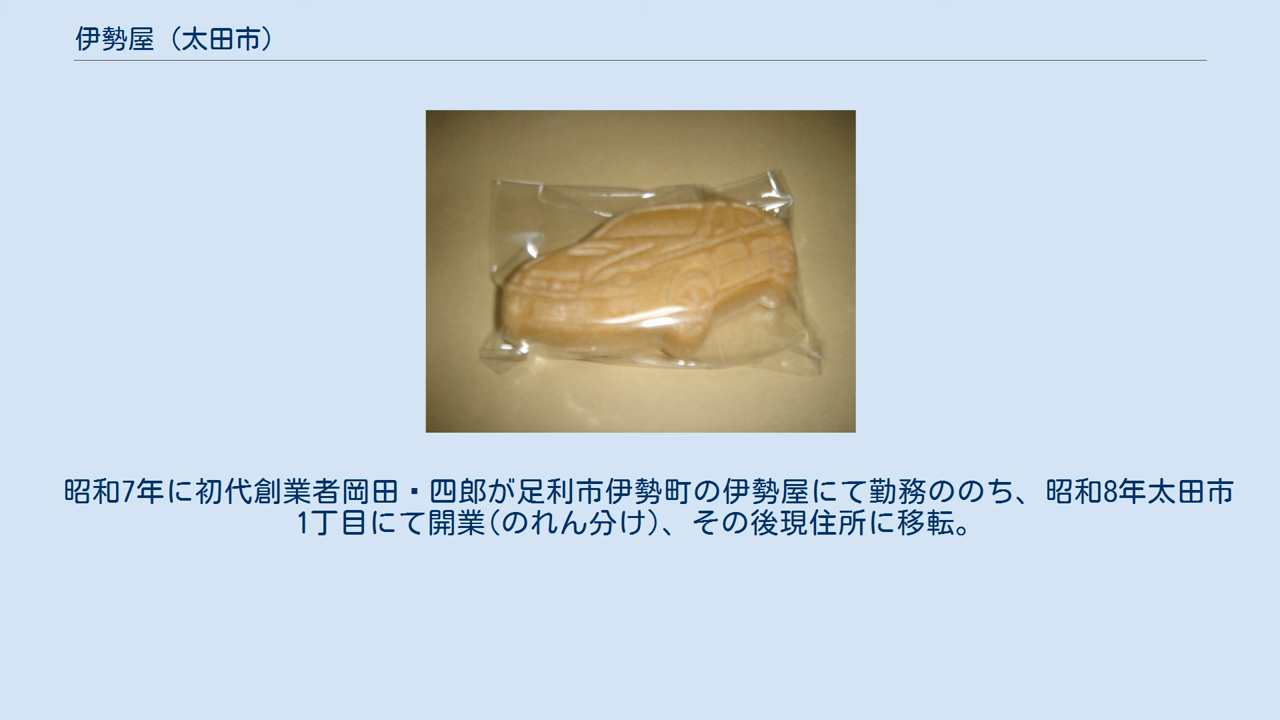 伊勢屋（太田市）
昭和7年に初代創業者岡田・四郎が足利市伊勢町の伊勢屋にて勤務ののち、昭和8年太田市
1丁目にて開業(のれん分け)、その後現住所に移転。